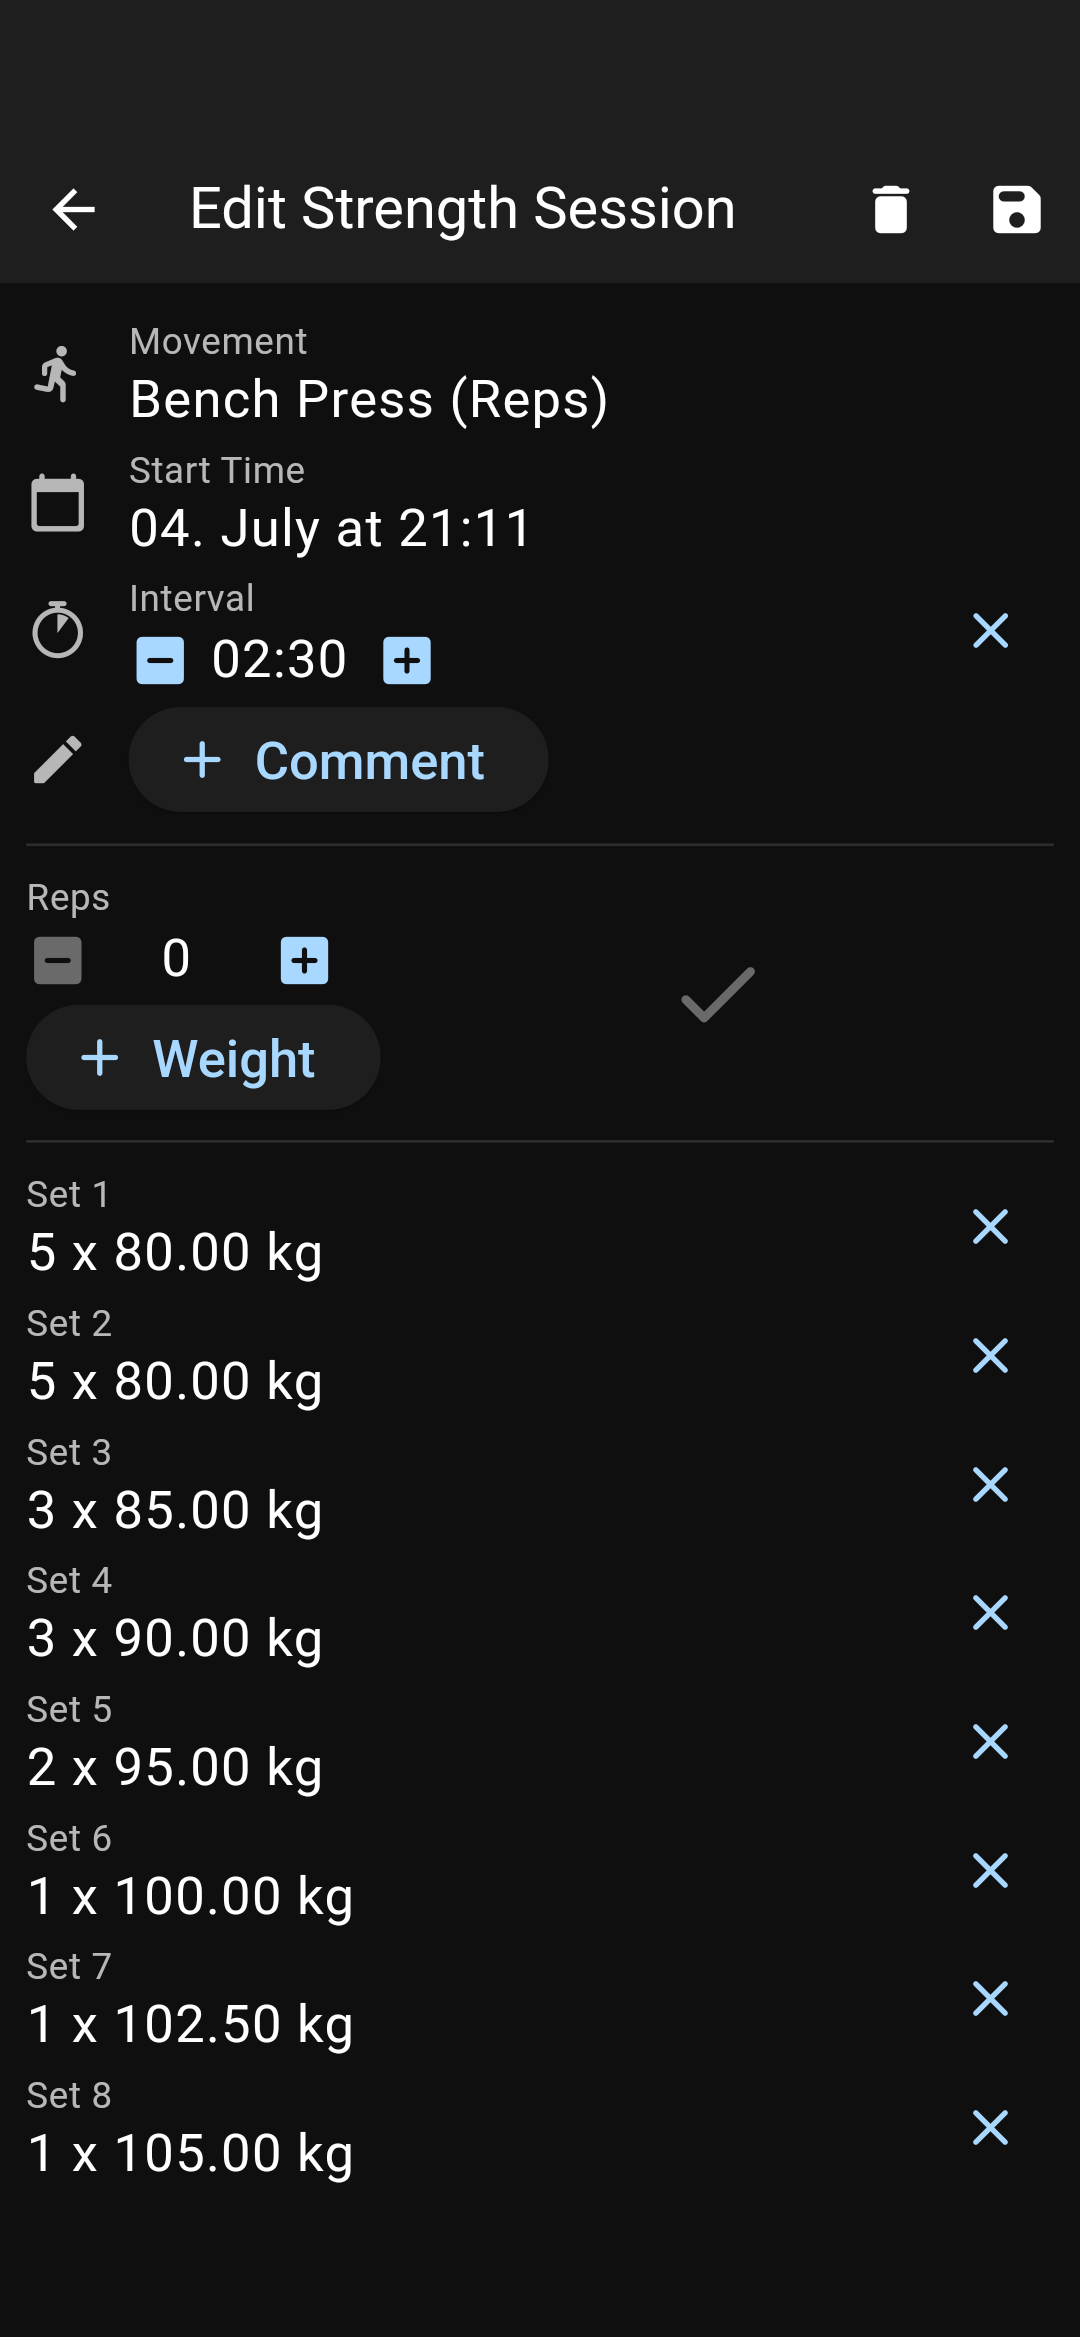 Edit Strength Session
Movement
Bench Press (Reps)
Start Time
04. July at 21:11
Interval
02:30
Comment
Reps
0
Weight
Set 1
5 x 80.00 kg
Set 2
5 x 80.00 kg
Set 3
3 x 85.00 kg
Set 4
3 x 90.00 kg
Set 5
2 x 95.00 kg
Set 6
1 x 100.00 kg
Set 7
1 x 102.50 kg
Set 8
1 x 105.00 kg